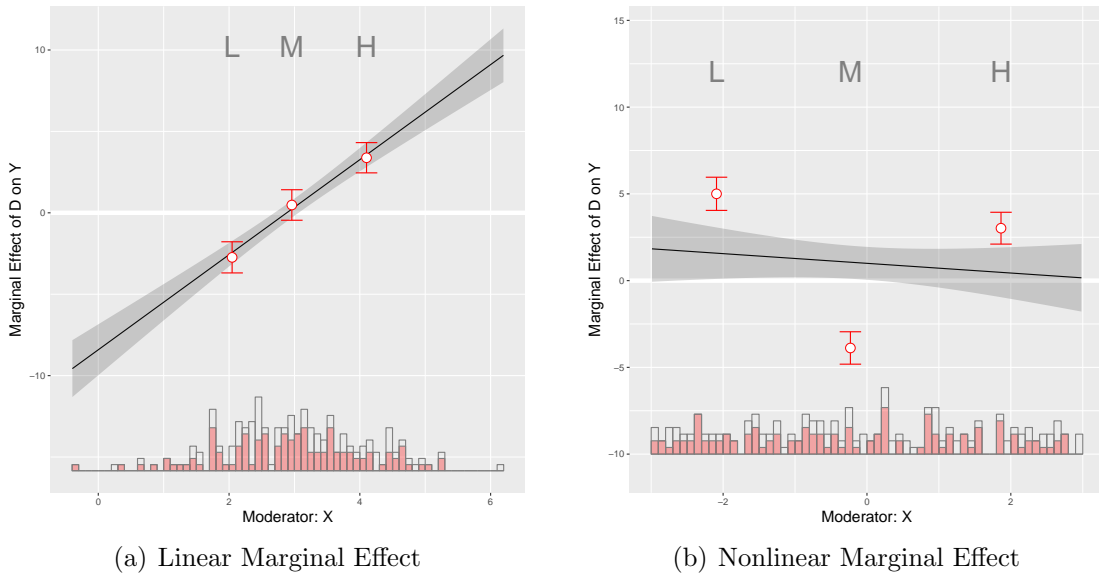 L M H
10
0
−10
0 2 4 6
Marginal Effect of D on Y
Moderator: X
(a) Linear Marginal Effect
L M H
15
10
5
0
−5
−10
−2 0 2
Marginal Effect of D on Y
Moderator: X
(b) Nonlinear Marginal Effect